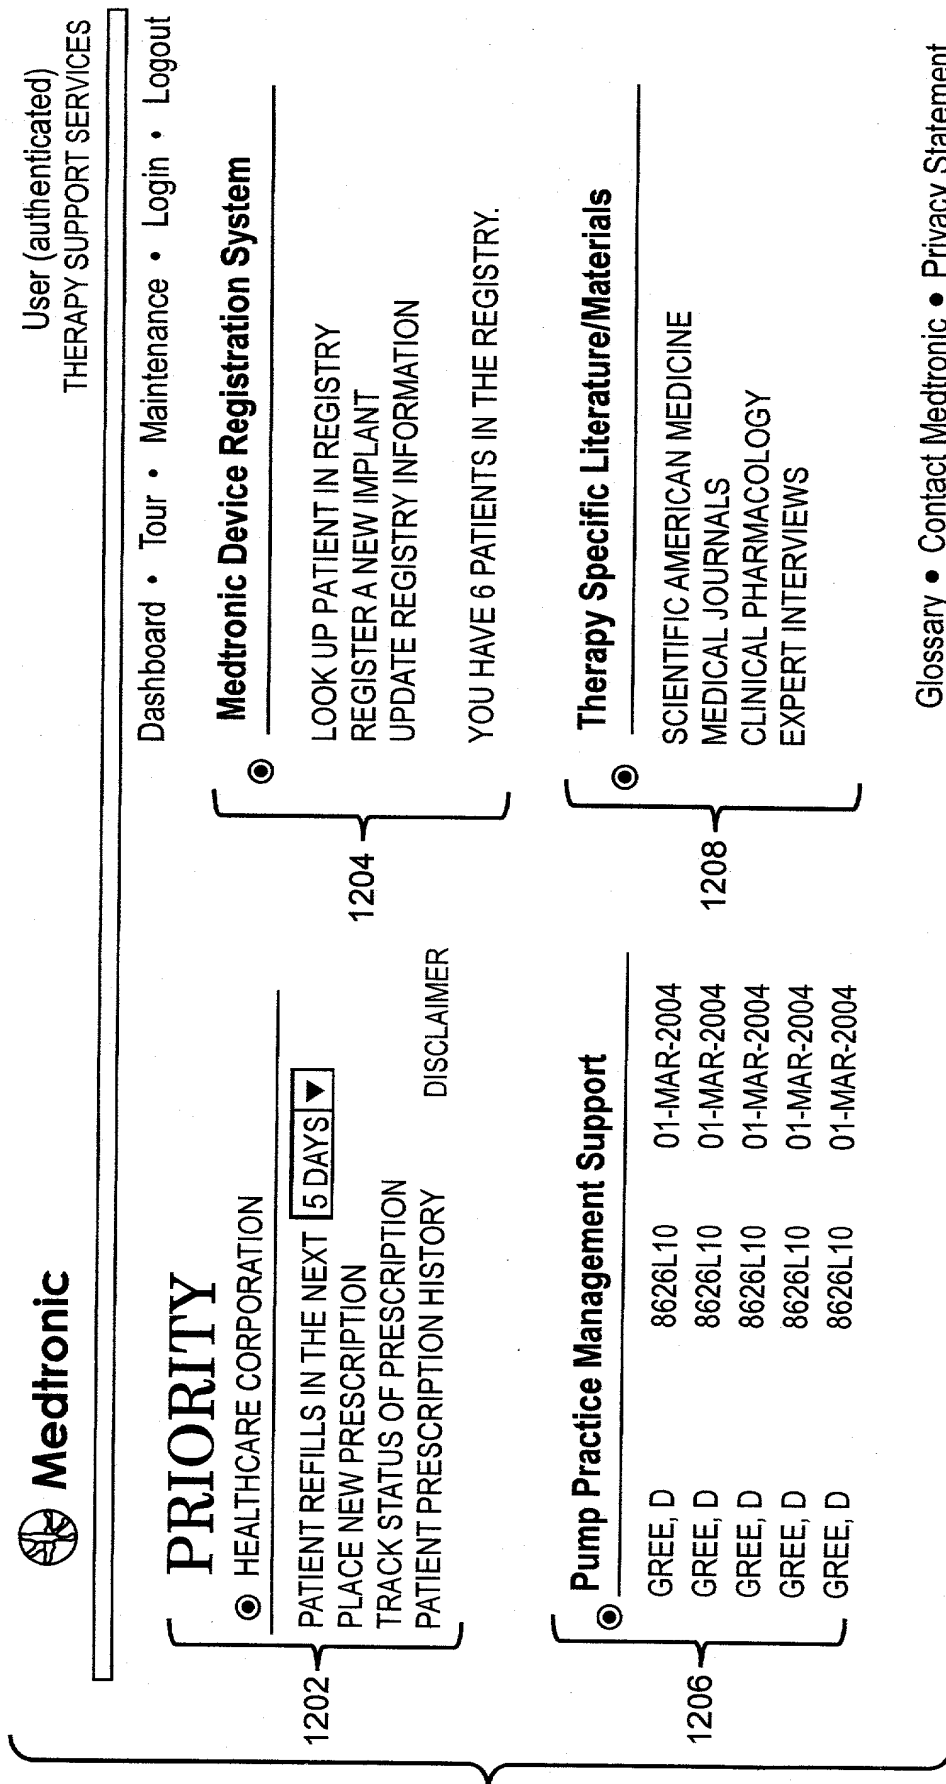 Medtronic
User (authenticated)
THERAPY SUPPORT SERVICES
Dashboard • Tour • Maintenance • Login • Logout
PRIORITY
HEALTHCARE CORPORATION
PATIENT REFILLS IN THE NEXT 5 DAYS
PLACE NEW PRESCRIPTION
TRACK STATUS OF PRESCRIPTION
PATIENT PRESCRIPTION HISTORY
DISCLAIMER
1202
Medtronic Device Registration System
LOOK UP PATIENT IN REGISTRY
REGISTER A NEW IMPLANT
UPDATE REGISTRY INFORMATION
YOU HAVE 6 PATIENTS IN THE REGISTRY.
1204
Pump Practice Management Support
GREE, D 8626L10 01-MAR-2004
GREE, D 8626L10 01-MAR-2004
GREE, D 8626L10 01-MAR-2004
GREE, D 8626L10 01-MAR-2004
GREE, D 8626L10 01-MAR-2004
1206
Therapy Specific Literature/Materials
SCIENTIFIC AMERICAN MEDICINE
MEDICAL JOURNALS
CLINICAL PHARMACOLOGY
EXPERT INTERVIEWS
1208
Glossary • Contact Medtronic • Privacy Statement